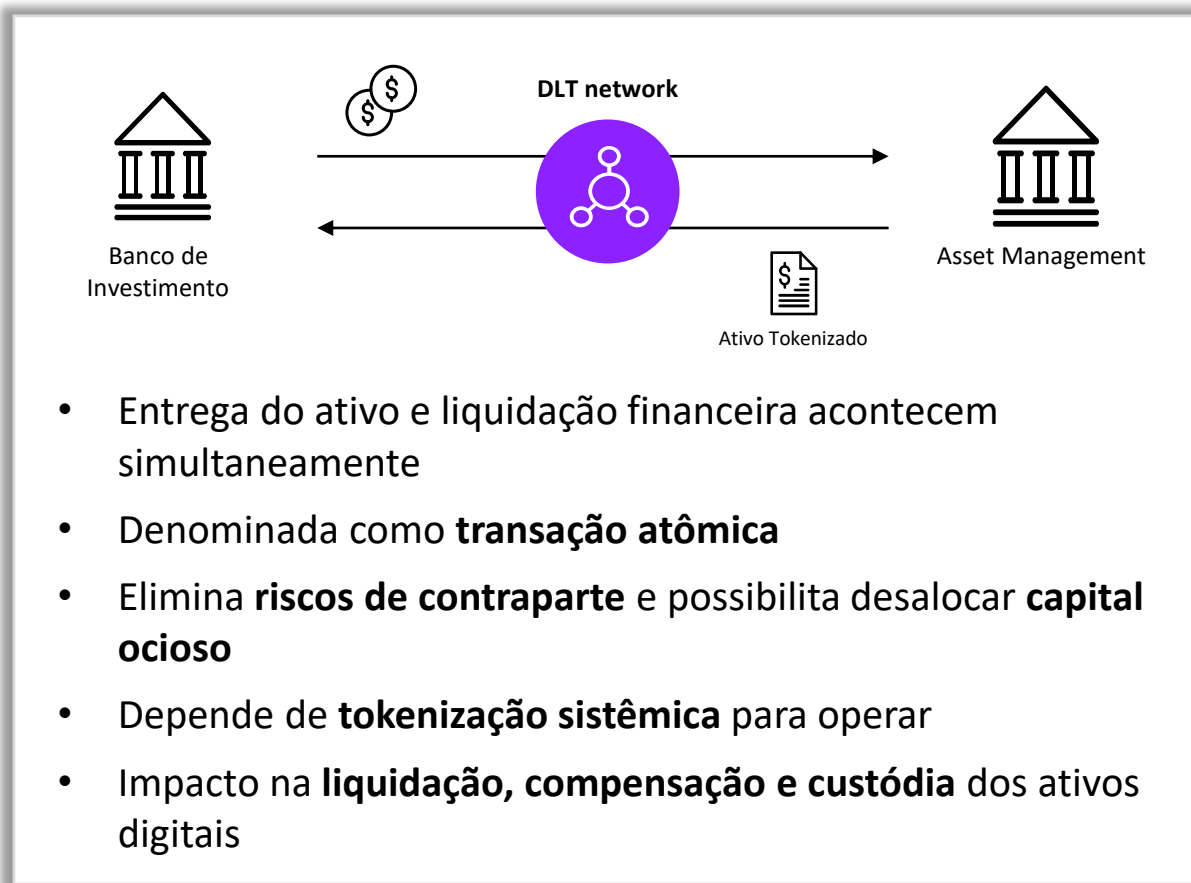 DLT network
Banco de
Investimento
Asset Management
Ativo Tokenizado
• Entrega do ativo e liquidação financeira acontecem
simultaneamente
• Denominada como transação atômica
• Elimina riscos de contraparte e possibilita desalocar capital
ocioso
• Depende de tokenização sistêmica para operar
• Impacto na liquidação, compensação e custódia dos ativos
digitais